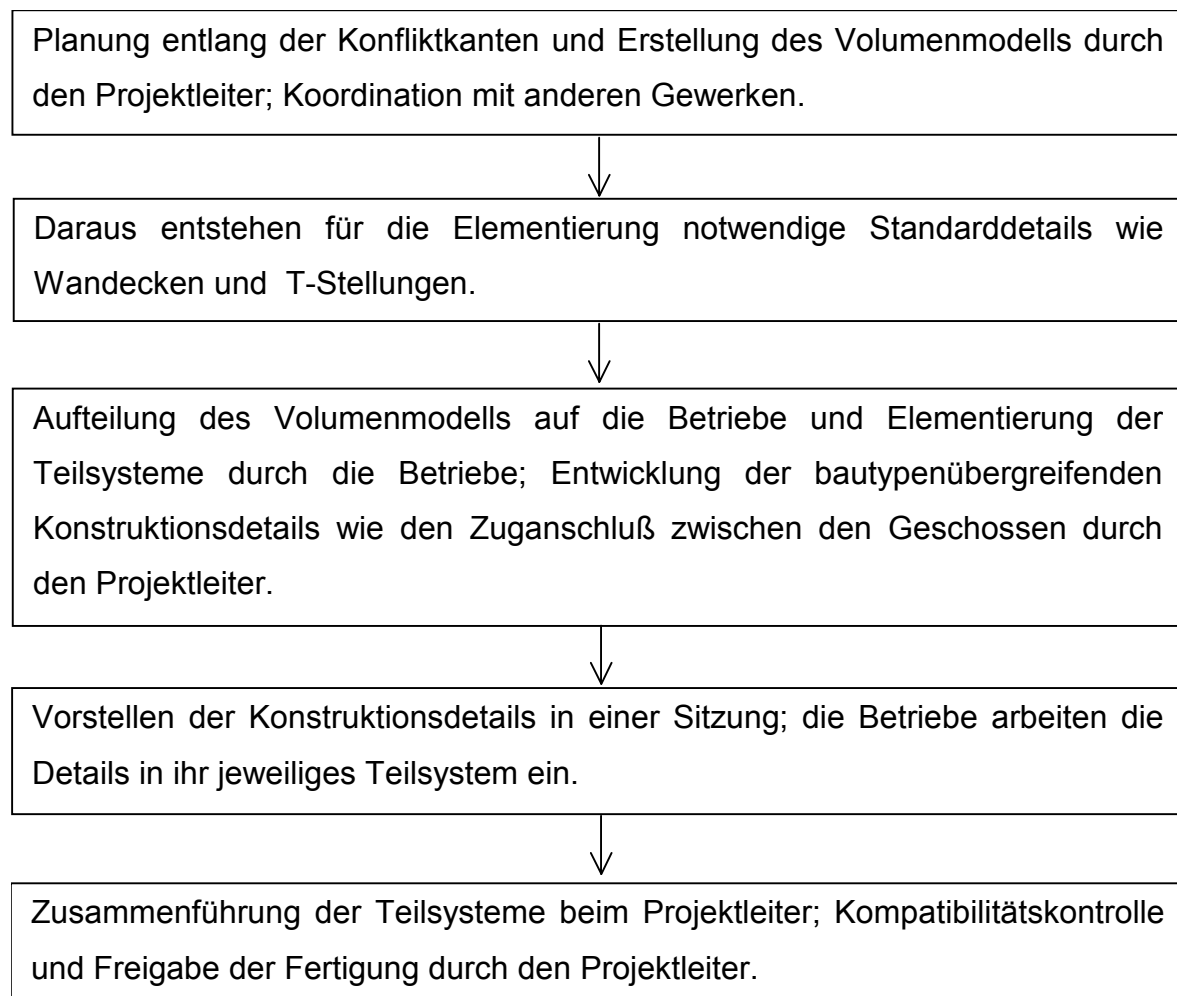 Planung entlang der Konfliktkanten und Erstellung des Volumenmodells durch
den Projektleiter; Koordination mit anderen Gewerken.
Daraus entstehen für die Elementierung notwendige Standarddetails wie
Wandecken und T-Stellungen.
Aufteilung des Volumenmodells auf die Betriebe und Elementierung der
Teilsysteme durch die Betriebe; Entwicklung der bautypenübergreifenden
Konstruktionsdetails wie den Zuganschluß zwischen den Geschossen durch
den Projektleiter.
Vorstellen der Konstruktionsdetails in einer Sitzung; die Betriebe arbeiten die
Details in ihr jeweiliges Teilsystem ein.
Zusammenführung der Teilsysteme beim Projektleiter; Kompatibilitätskontrolle
und Freigabe der Fertigung durch den Projektleiter.